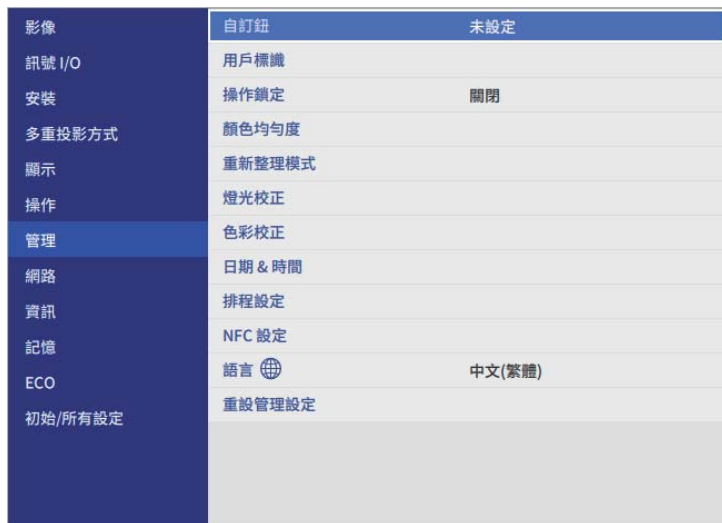 影像
訊號 I/O
安裝
多重投影方式
顯示
操作
管理
網路
資訊
記憶
ECO
初始/所有設定
自訂鈕 未設定
用戶標識
操作鎖定 關閉
顏色均勻度
重新整理模式
燈光校正
色彩校正
日期 & 時間
排程設定
NFC 設定
語言 中文(繁體)
重設管理設定